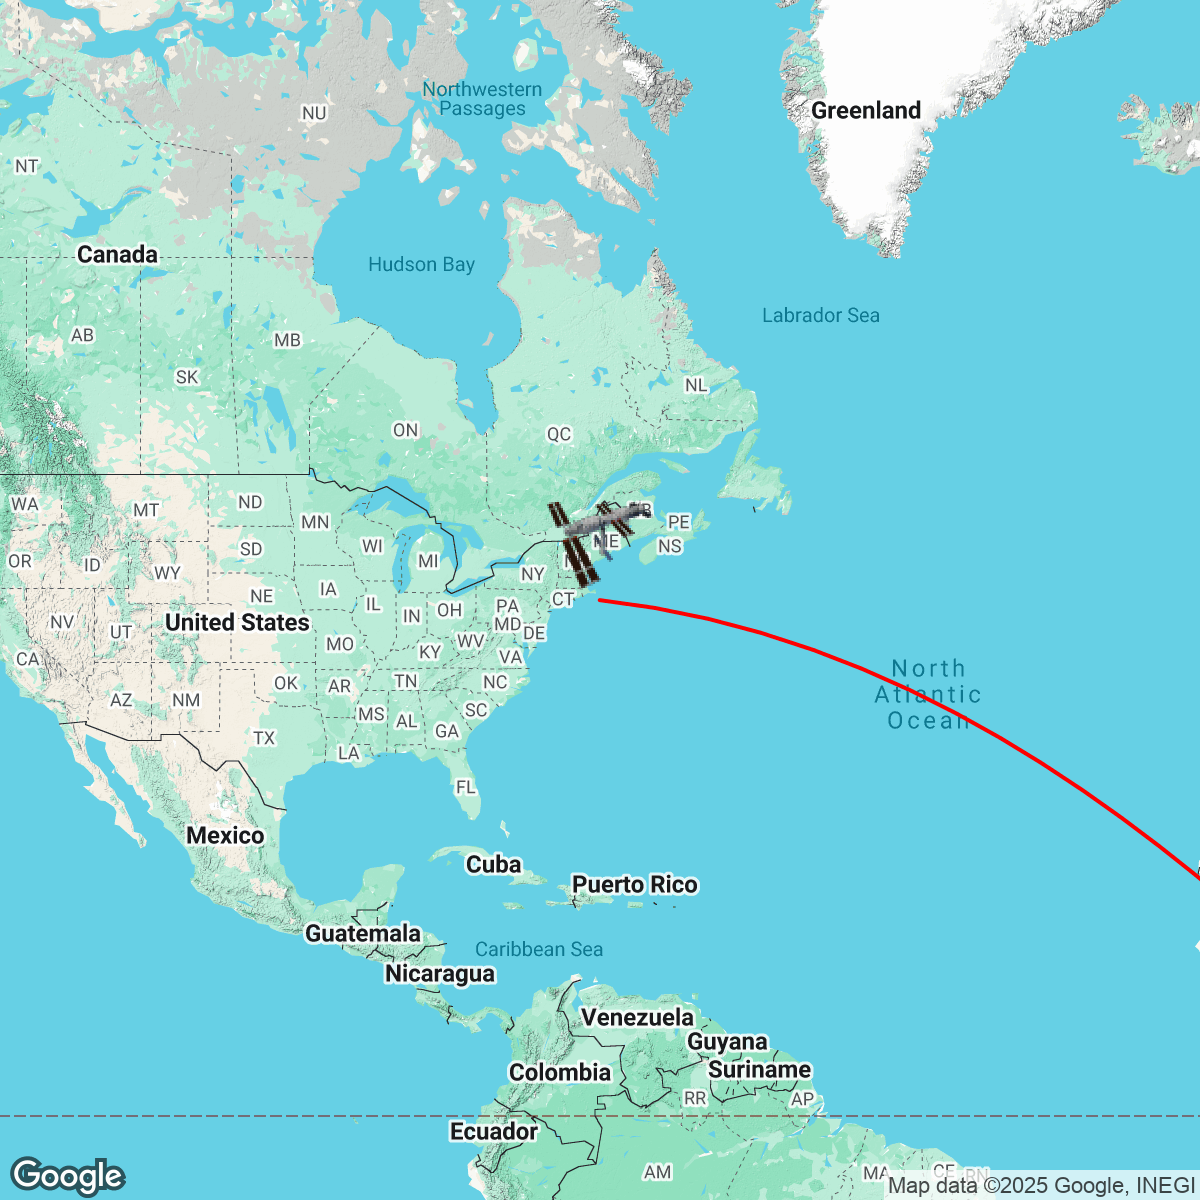 Northwestern
Passages
Greenland
NU
NT
Canada
Hudson Bay
Labrador Sea
AB
MB
SK
NL
ON
QC
WA
MT
ND
MN
PE
SD
WI
ME
NS
OR
ID
WY
MI
NY
NE
IA
IL
IN
OH
PA
CT
NV
UT
United States
MD
DE
CA
MO
KY
WV
VA
North
Atlantic
Ocean
AZ
NM
OK
AR
TN
NC
MS
AL
SC
GA
TX
LA
FL
Mexico
Cuba
Puerto Rico
Guatemala
Caribbean Sea
Nicaragua
Venezuela
Guyana
Colombia
Suriname
RR
AP
Ecuador
AM
MA
CE
RN
Google
Map data ©2025 Google, INEGI